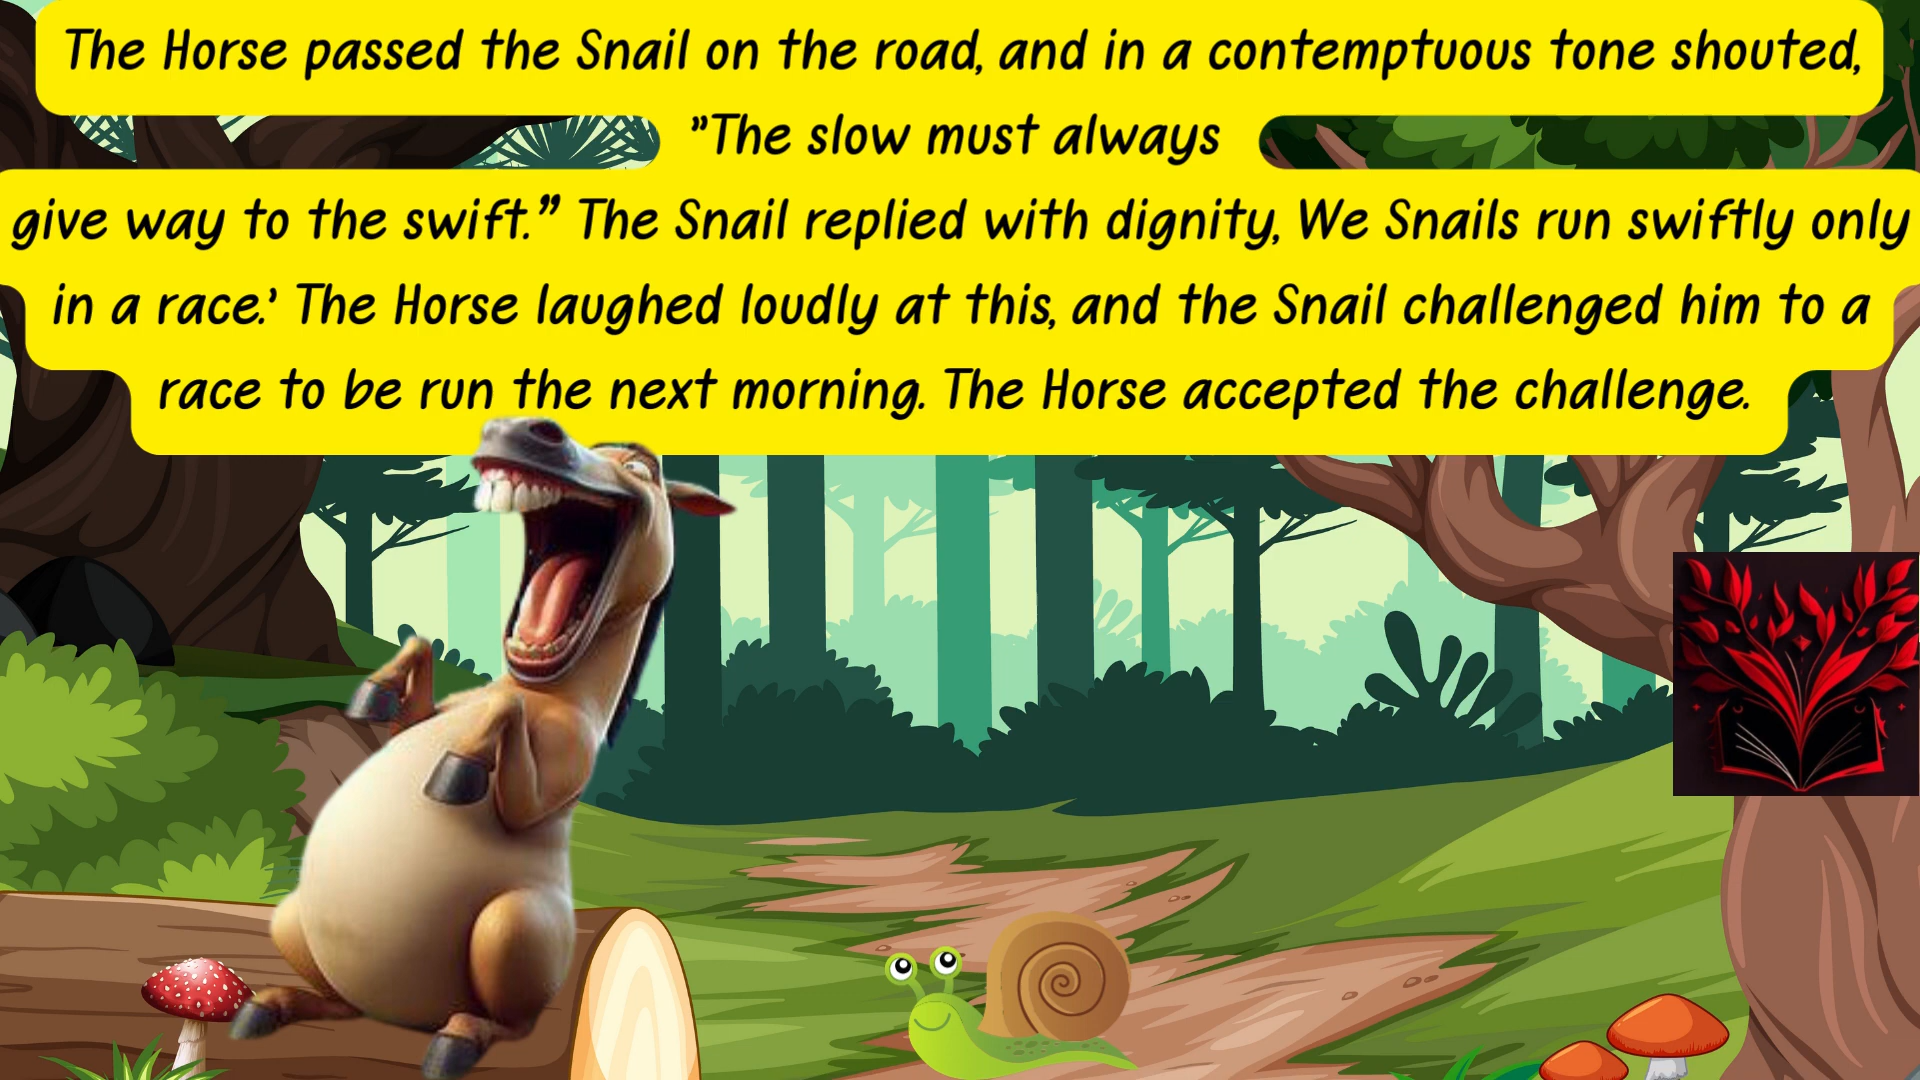 The Horse passed the Snail on the road, and in a contemptuous tone shouted,
”The slow must always
give way to the swift.” The Snail replied with dignity, We Snails run swiftly only
in a race.’ The Horse laughed loudly at this, and the Snail challenged him to a
race to be run the next morning. The Horse accepted the challenge.